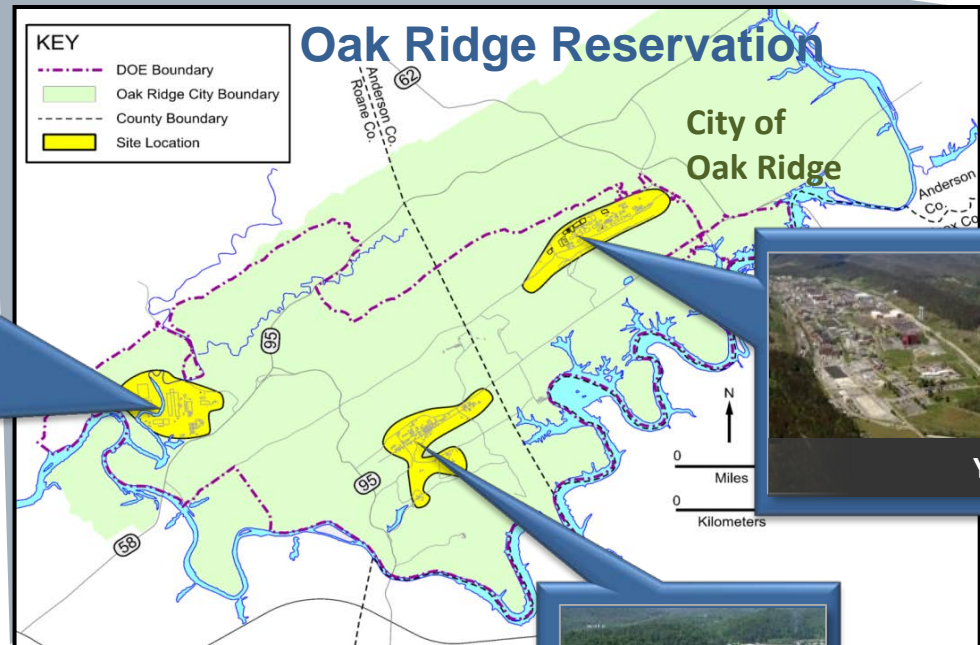 Oak Ridge Reservation
KEY
DOE Boundary
Oak Ridge City Boundary
County Boundary
Site Location
Anderson Co.
Roane Co.
62
City of
Oak Ridge
Anderson
Co.
Co
95
95
58
N
0
Miles
0
Kilometers
Y